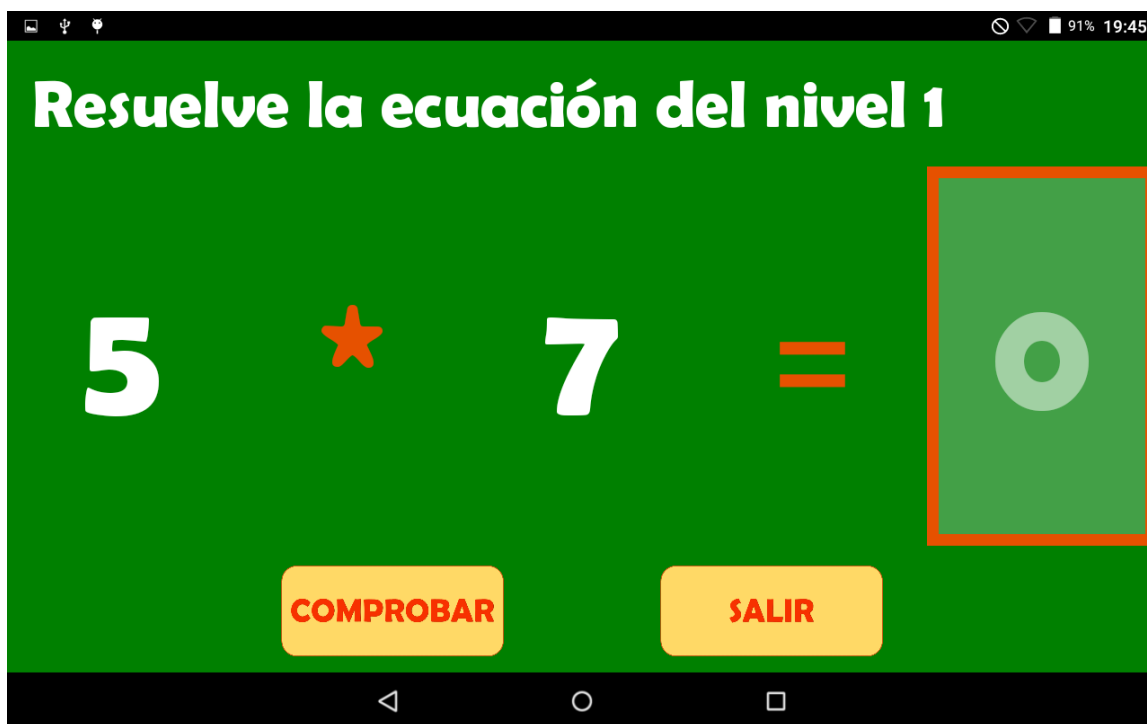 91% 19:45
Resuelve la ecuación del nivel 1
5 * 7 = 0
COMPROBAR SALIR